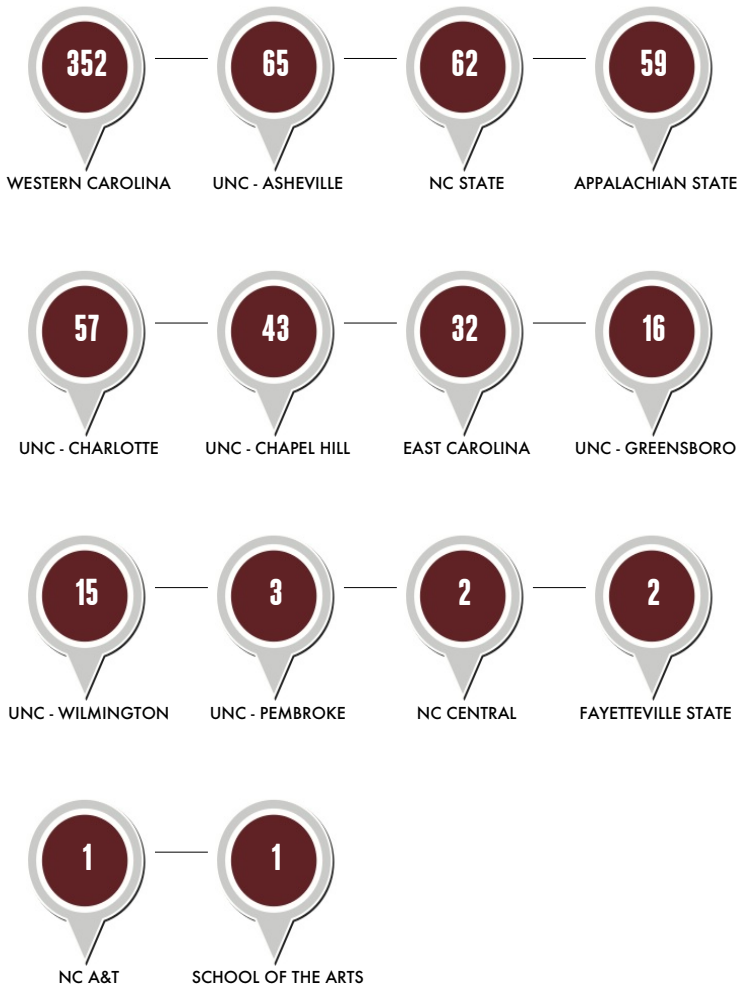 352 65 62 59
WESTERN CAROLINA UNC - ASHEVILLE NC STATE APPALACHIAN STATE
57 43 32 16
UNC - CHARLOTTE UNC - CHAPEL HILL EAST CAROLINA UNC - GREENSBORO
15 3 2 2
UNC - WILMINGTON UNC - PEMBROKE NC CENTRAL FAYETTEVILLE STATE
1 1
NC A&T SCHOOL OF THE ARTS